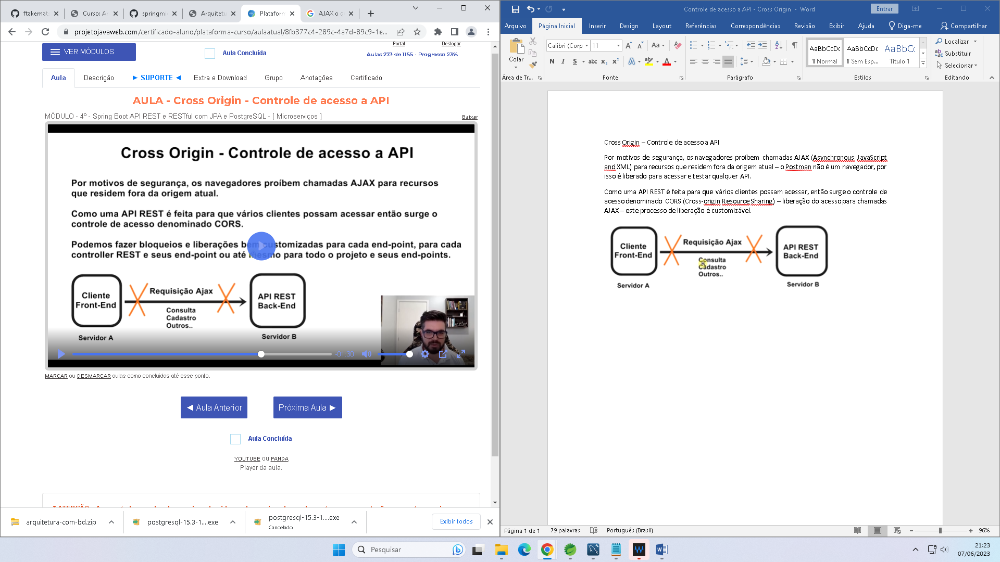 ftakemat
Curso: Ar
springmi
Arquitetu
Plataform
AJAX o q
projetojavaweb.com/certificado-aluno/plataforma-curso/aulaatual/8fb377c4-289c-4a7d-89c9-1e...
VER MÓDULOS
Aula Concluída
Portal
Deslogar
Aulas 273 de 1155 - Progresso 23%
Aula
Descrição
► SUPORTE ◄
Extra e Download
Grupo
Anotações
Certificado
AULA - Cross Origin - Controle de acesso a API
MÓDULO - 4º - Spring Boot API REST e RESTful com JPA e PostgreSQL - [ Microserviços ]
Baixar
Cross Origin - Controle de acesso a API
Por motivos de segurança, os navegadores proíbem chamadas AJAX para recursos
que residem fora da origem atual.
Como uma API REST é feita para que vários clientes possam acessar então surge o
controle de acesso denominado CORS.
Podemos fazer bloqueios e liberações bem customizadas para cada end-point, para cada
controller REST e seus end-point ou até mesmo para todo o projeto e seus end-points.
Cliente
Front-End
Requisição Ajax
Consulta
Cadastro
Outros..
API REST
Back-End
Servidor A
Servidor B
-01:30
MARCAR ou DESMARCAR aulas como concluidas até esse ponto.
◄ Aula Anterior
Próxima Aula ►
Aula Concluída
YOUTUBE ou PANDA
Player da aula.
arquitetura-com-bd.zip
postgresql-15.3-1....exe
postgresql-15.3-1....exe
Cancelado
Exibir todos
Controle de acesso a API - Cross Origin - Word
Entrar
Arquivo
Página Inicial
Inserir
Design
Layout
Referências
Correspondências
Revisão
Exibir
Ajuda
Diga-me
Compartilhar
Colar
Área de Tr...
Calibri (Corp
11
Aa
N I S abc x₂ x²
Fonte
Parágrafo
AaBbCcDc
¶ Normal
AaBbCcDc
¶ Sem Esp...
AaBbCc
Título 1
Estilos
Localizar
Substituir
Selecionar
Editando
Cross Origin – Controle de acesso a API
Por motivos de segurança, os navegadores proíbem chamadas AJAX (Asynchronous JavaScript
and XML) para recursos que residem fora da origem atual – o Postman não é um navegador, por
isso é liberado para acessar e testar qualquer API.
Como uma API REST é feita para que vários clientes possam acessar, então surge o controle de
acesso denominado CORS (Cross-origin Resource Sharing) – liberação do acesso para chamadas
AJAX – este processo de liberação é customizável.
Cliente
Front-End
Requisição Ajax
Consulta
Cadastro
Outros..
API REST
Back-End
Servidor A
Servidor B
Página 1 de 1
79 palavras
Português (Brasil)
96%
Pesquisar
21:23
07/06/2023